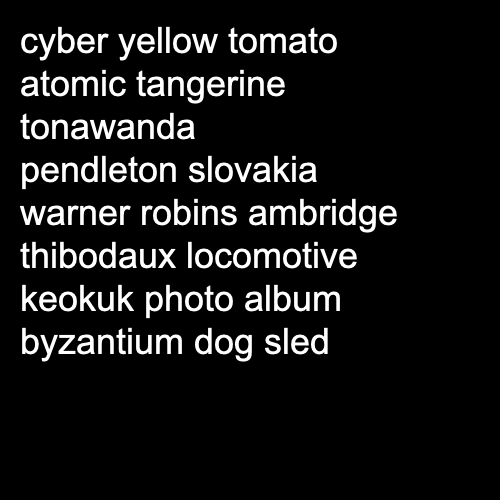 cyber yellow tomato
atomic tangerine
tonawanda
pendleton slovakia
warner robins ambridge
thibodaux locomotive
keokuk photo album
byzantium dog sled